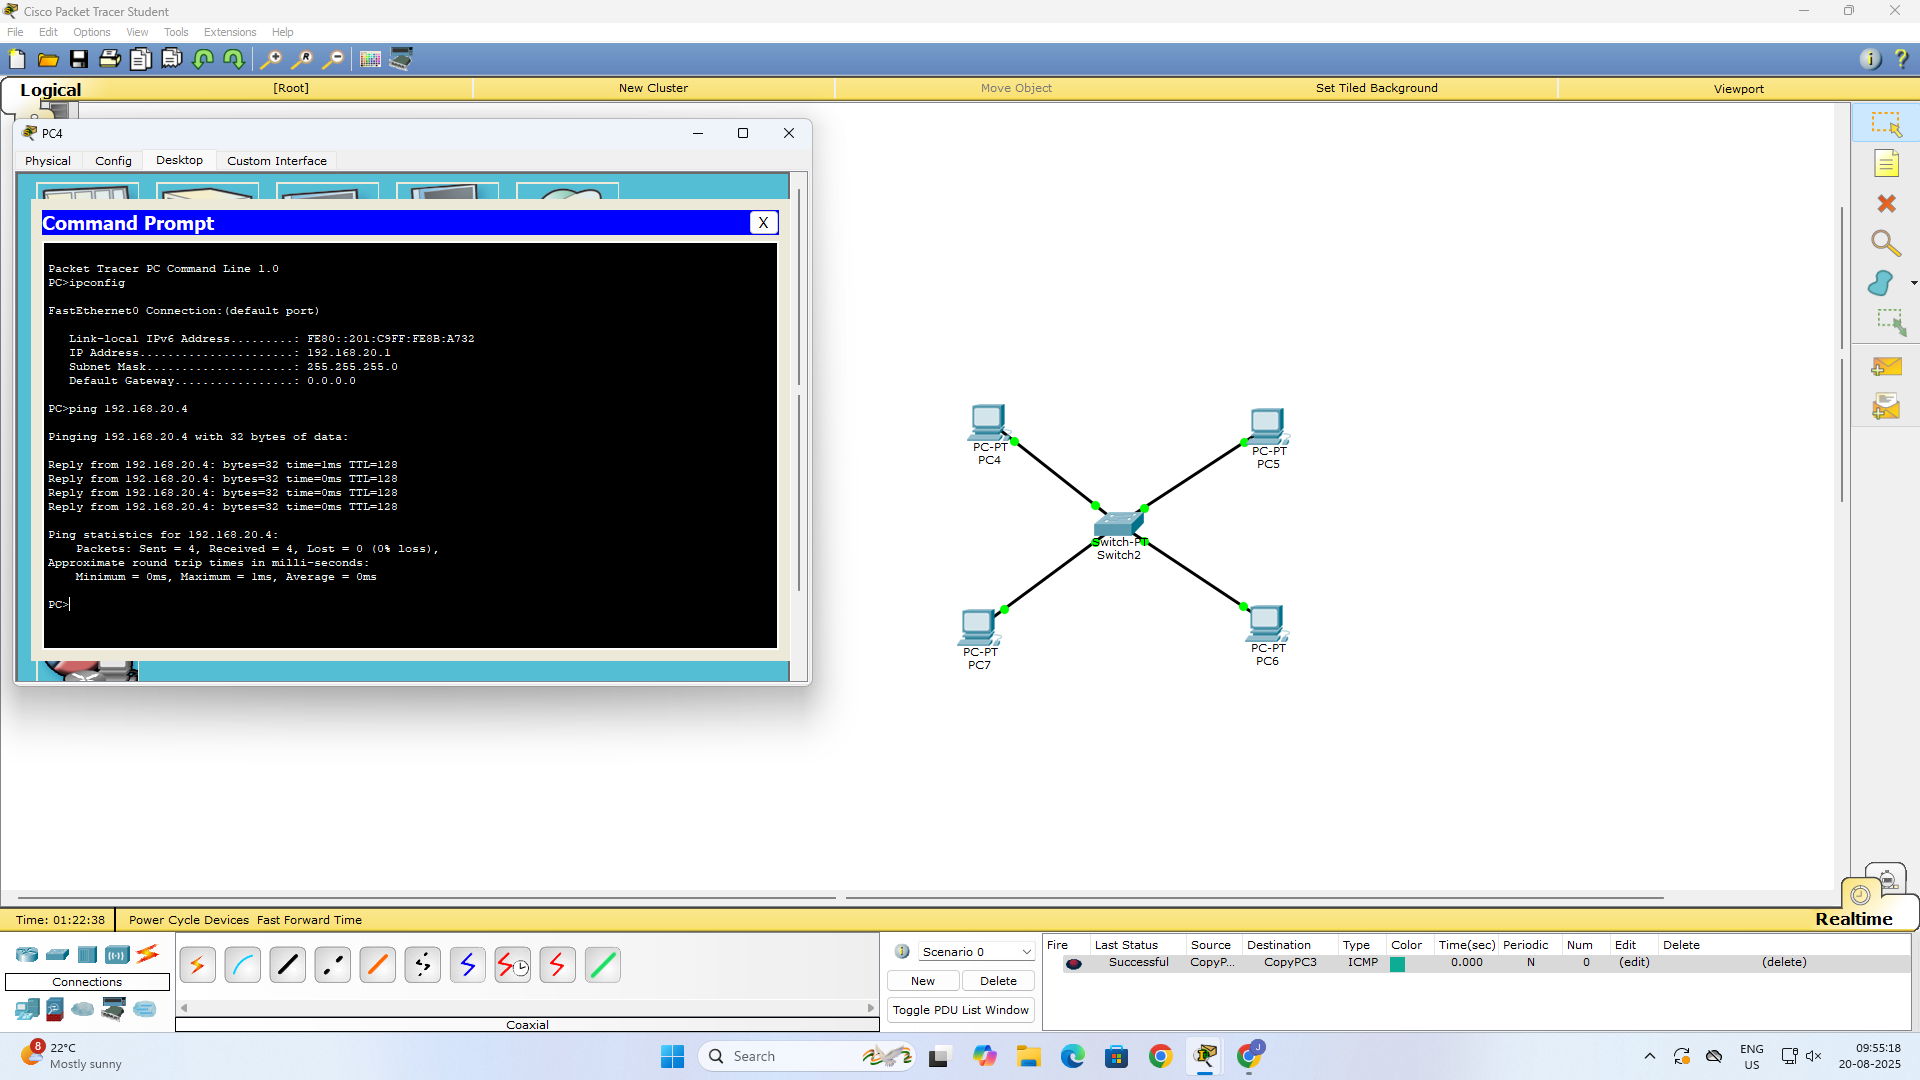 Cisco Packet Tracer Student
File Edit Options View Tools Extensions Help
Logical [Root] New Cluster Move Object Set Tiled Background Viewport
PC4
Physical Config Desktop Custom Interface
Command Prompt X
Packet Tracer PC Command Line 1.0
PC>ipconfig
FastEthernet0 Connection:(default port)
Link-local IPv6 Address.........: FE80::201:C9FF:FE8B:A732
IP Address......................: 192.168.20.1
Subnet Mask.....................: 255.255.255.0
Default Gateway.................: 0.0.0.0
PC>ping 192.168.20.4
Pinging 192.168.20.4 with 32 bytes of data:
Reply from 192.168.20.4: bytes=32 time=1ms TTL=128
Reply from 192.168.20.4: bytes=32 time=0ms TTL=128
Reply from 192.168.20.4: bytes=32 time=0ms TTL=128
Reply from 192.168.20.4: bytes=32 time=0ms TTL=128
Ping statistics for 192.168.20.4:
Packets: Sent = 4, Received = 4, Lost = 0 (0% loss),
Approximate round trip times in milli-seconds:
Minimum = 0ms, Maximum = 1ms, Average = 0ms
PC>
PC-PT
PC4
PC-PT
PC5
Switch-PT
Switch2
PC-PT
PC7
PC-PT
PC6
Time: 01:22:38 Power Cycle Devices Fast Forward Time
Realtime
Connections
Coaxial
Scenario 0
New Delete
Toggle PDU List Window
Fire Last Status Source Destination Type Color Time(sec) Periodic Num Edit Delete
Successful CopyP... CopyPC3 ICMP 0.000 N 0 (edit) (delete)
8
22°C
Mostly sunny
Search
J
ENG
US
09:55:18
20-08-2025